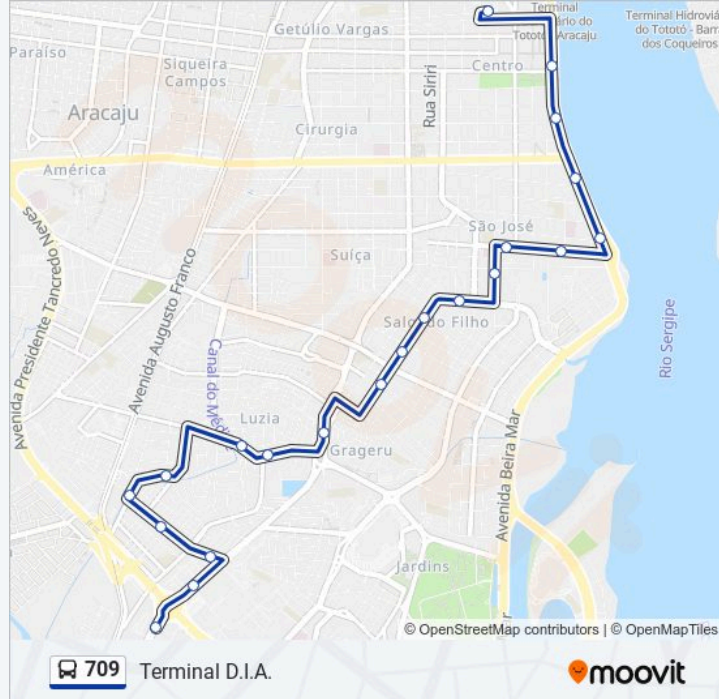 Terminal
ário do
Tototó - Aracaju
Terminal Hidroviá
do Tototó - Barr
dos Coqueiros
Getúlio Vargas
Paraíso
Siqueira
Campos
Centro
Rua Siriri
Aracaju
Cirurgia
América
São José
Suíça
Avenida Presidente Tancredo Neves
Avenida Augusto Franco
Rio Sergipe
Salgado Filho
Canal do Médic
Luzia
Grageru
Avenida Beira Mar
Jardins
© OpenStreetMap contributors | © OpenMapTiles
709 Terminal D.I.A.
moovit